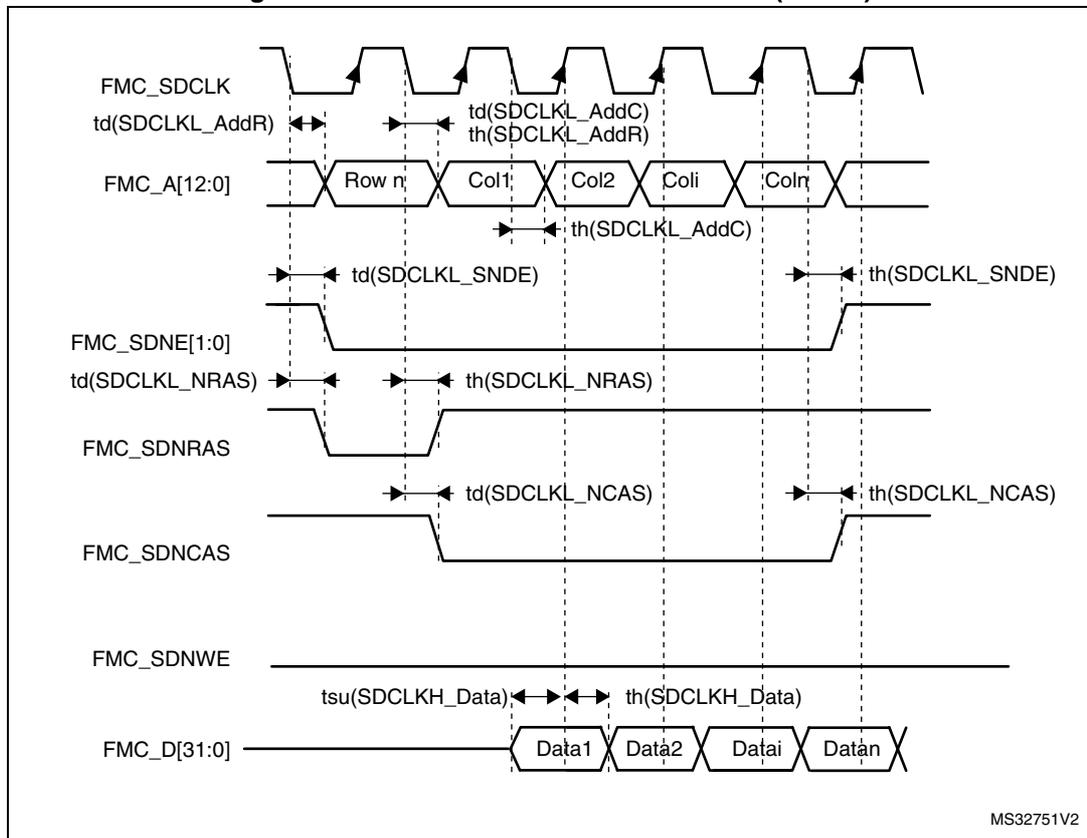 FMC_SDCLK
td(SDCLKL_AddR)
td(SDCLKL_AddC)
th(SDCLKL_AddR)
FMC_A[12:0]
Row n
Col1
Col2
Coli
Coln
th(SDCLKL_AddC)
td(SDCLKL_SNDE)
th(SDCLKL_SNDE)
FMC_SDNE[1:0]
td(SDCLKL_NRAS)
th(SDCLKL_NRAS)
FMC_SDNRAS
td(SDCLKL_NCAS)
th(SDCLKL_NCAS)
FMC_SDNCAS
FMC_SDNWE
tsu(SDCLKH_Data)
th(SDCLKH_Data)
FMC_D[31:0]
Data1
Data2
Datai
Datan
MS32751V2